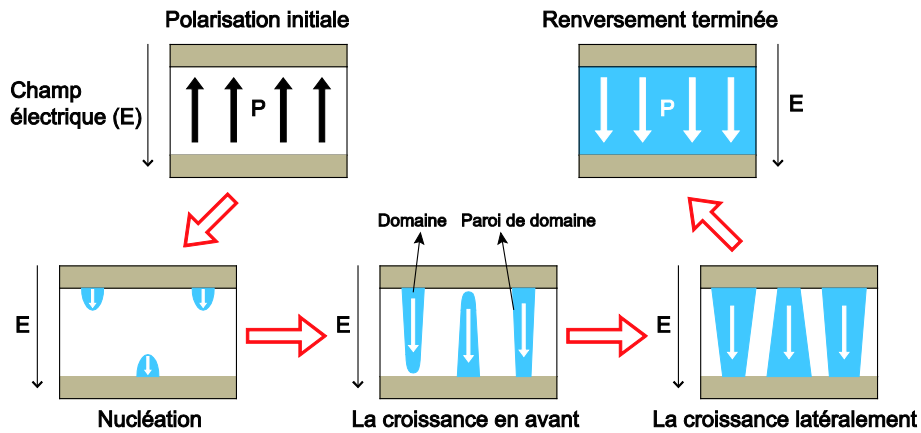 Polarisation initiale
Renversement terminée
Champ
électrique (E)
P
P
E
Domaine
Paroi de domaine
E
E
E
Nucléation
La croissance en avant
La croissance latéralement